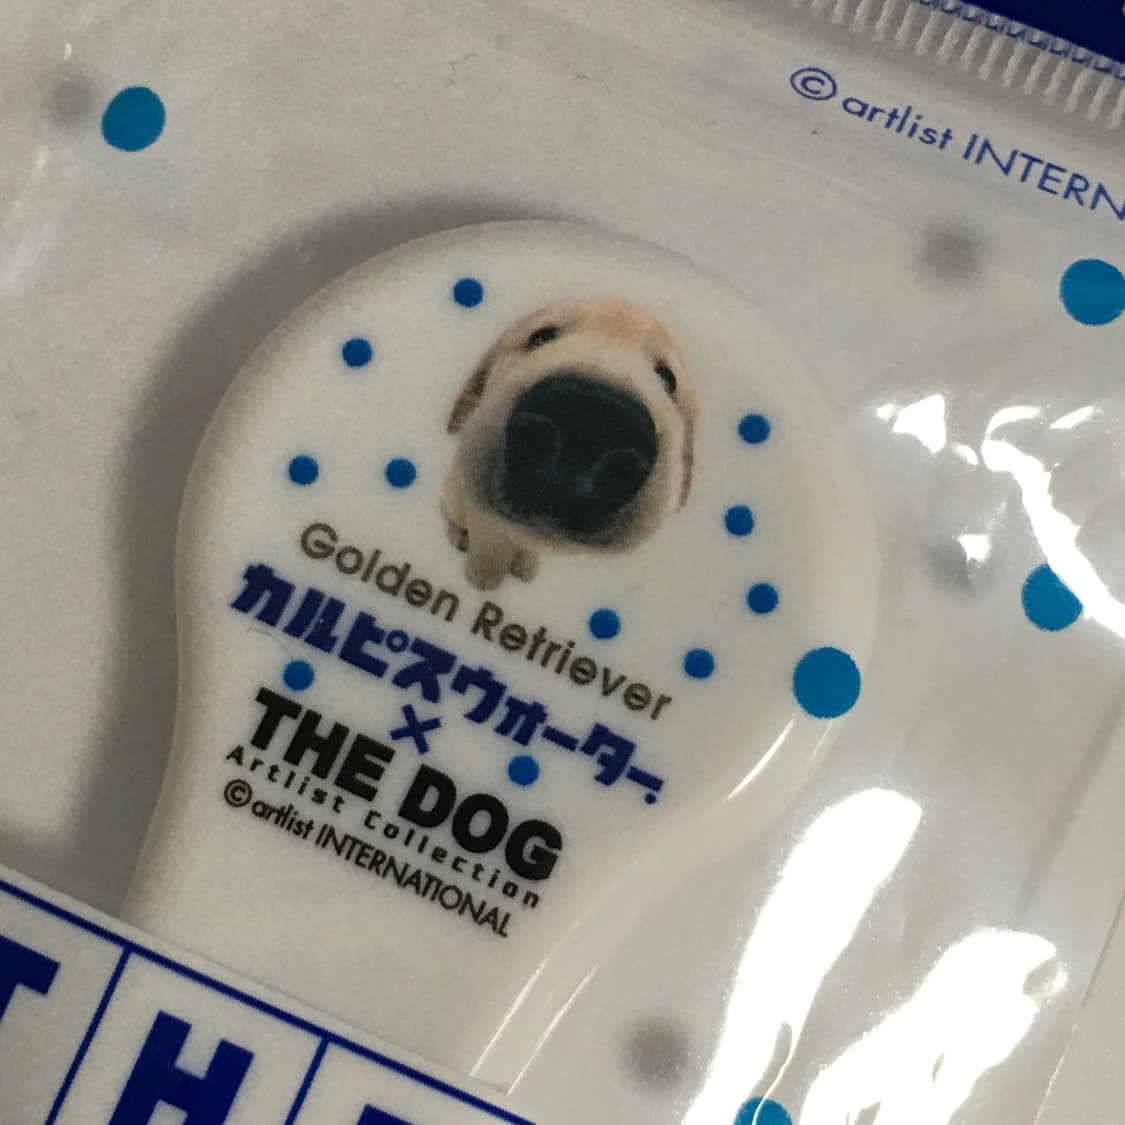 © artlist INTERN
Golden Retriever
カルピスウォーター.
×
THE DOG
Artlist Collection
© artlist INTERNATIONAL
T H